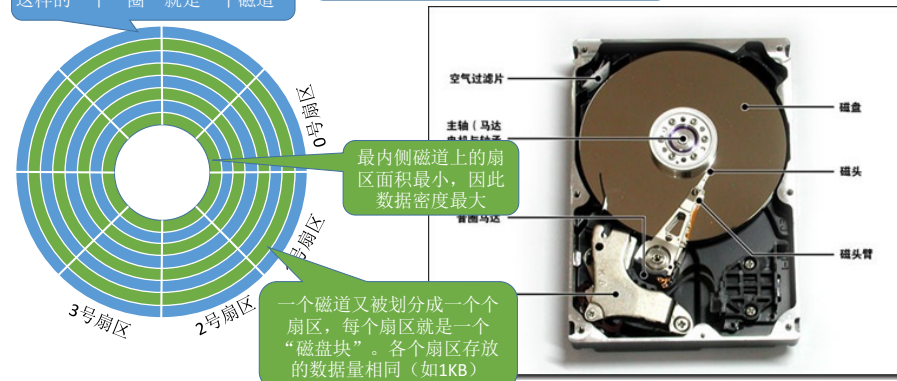 这样的一个“圈”就是一个磁道
0号扇区
最内侧磁道上的扇
区面积最小，因此
数据密度最大
号扇区
2号扇区
3号扇区
一个磁道又被划分成一个个
扇区，每个扇区就是一个
“磁盘块”。各个扇区存放
的数据量相同（如1KB）
空气过滤片
主轴（马达
音圈马达
磁盘
磁头
磁头臂